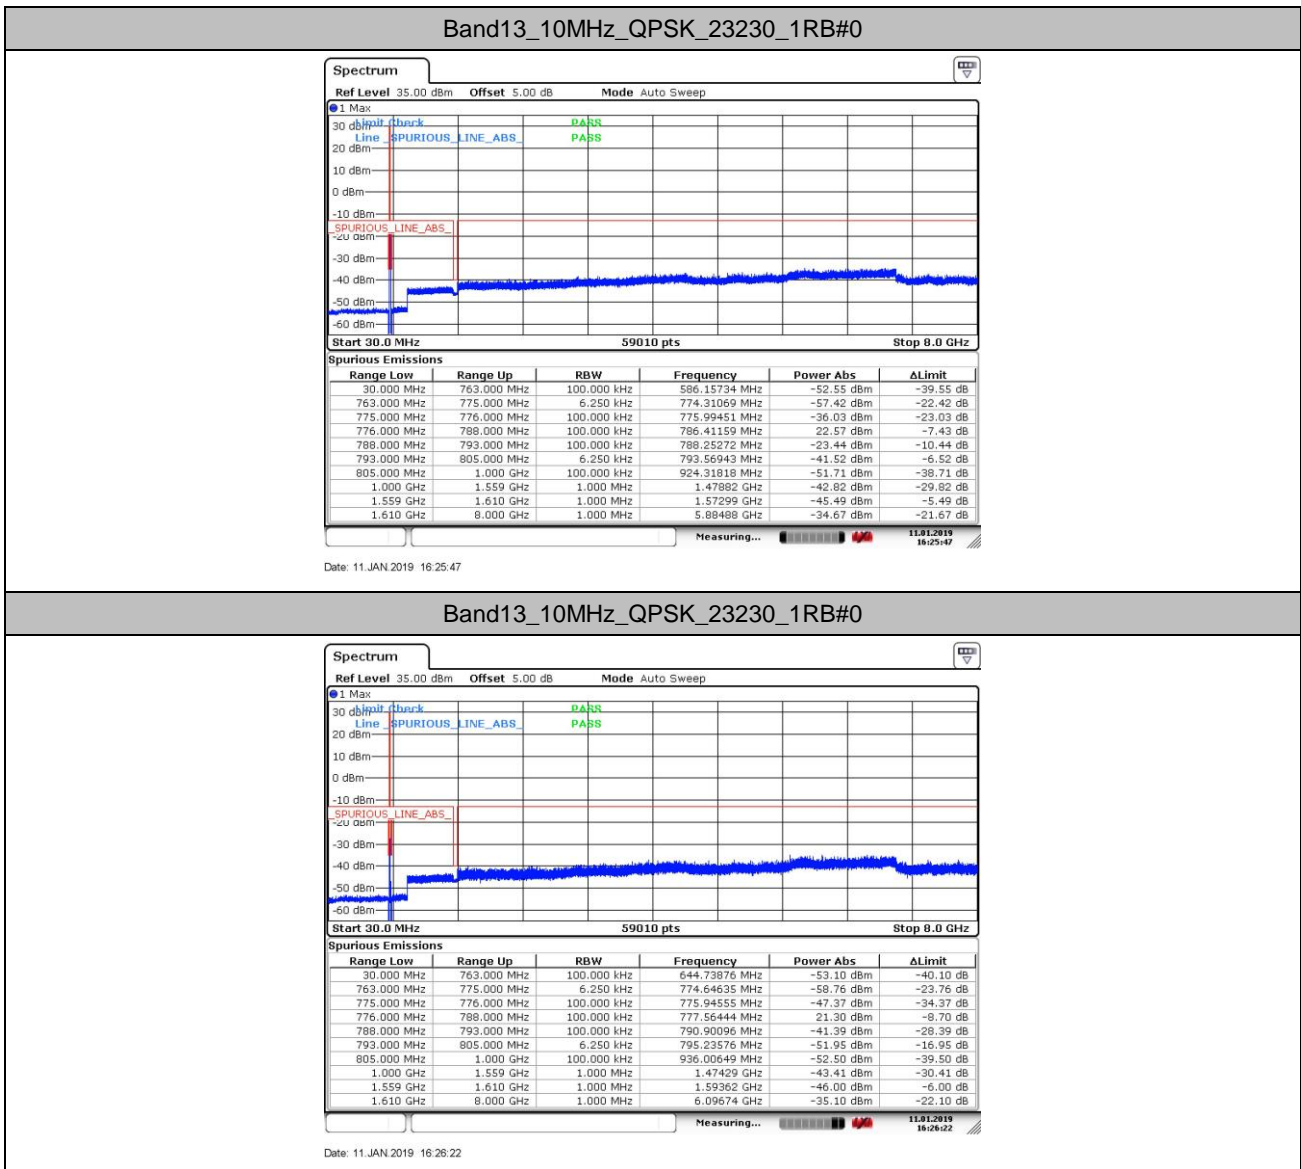 Band13_10MHz_QPSK_23230_1RB#0
Spectrum
Ref Level 35.00 dBm Offset 5.00 dB Mode Auto Sweep
1 Max
30 dBm Limit Check PASS
Line _SPURIOUS_LINE_ABS_ PASS
20 dBm
10 dBm
0 dBm
-10 dBm
_SPURIOUS_LINE_ABS_
-20 dBm
-30 dBm
-40 dBm
-50 dBm
-60 dBm
Start 30.0 MHz 59010 pts Stop 8.0 GHz
Spurious Emissions
Range Low Range Up RBW Frequency Power Abs ΔLimit
30.000 MHz 763.000 MHz 100.000 kHz 586.15734 MHz -52.55 dBm -39.55 dB
763.000 MHz 775.000 MHz 6.250 kHz 774.31069 MHz -57.42 dBm -22.42 dB
775.000 MHz 776.000 MHz 100.000 kHz 775.99451 MHz -36.03 dBm -23.03 dB
776.000 MHz 788.000 MHz 100.000 kHz 786.41159 MHz 22.57 dBm -7.43 dB
788.000 MHz 793.000 MHz 100.000 kHz 788.25272 MHz -23.44 dBm -10.44 dB
793.000 MHz 805.000 MHz 6.250 kHz 793.56943 MHz -41.52 dBm -6.52 dB
805.000 MHz 1.000 GHz 100.000 kHz 924.31818 MHz -51.71 dBm -38.71 dB
1.000 GHz 1.559 GHz 1.000 MHz 1.47882 GHz -42.82 dBm -29.82 dB
1.559 GHz 1.610 GHz 1.000 MHz 1.57299 GHz -45.49 dBm -5.49 dB
1.610 GHz 8.000 GHz 1.000 MHz 5.88488 GHz -34.67 dBm -21.67 dB
Measuring... 11.01.2019
16:25:47
Date: 11.JAN.2019 16:25:47
Band13_10MHz_QPSK_23230_1RB#0
Spectrum
Ref Level 35.00 dBm Offset 5.00 dB Mode Auto Sweep
1 Max
30 dBm Limit Check PASS
Line _SPURIOUS_LINE_ABS_ PASS
20 dBm
10 dBm
0 dBm
-10 dBm
_SPURIOUS_LINE_ABS_
-20 dBm
-30 dBm
-40 dBm
-50 dBm
-60 dBm
Start 30.0 MHz 59010 pts Stop 8.0 GHz
Spurious Emissions
Range Low Range Up RBW Frequency Power Abs ΔLimit
30.000 MHz 763.000 MHz 100.000 kHz 644.73876 MHz -53.10 dBm -40.10 dB
763.000 MHz 775.000 MHz 6.250 kHz 774.64635 MHz -58.76 dBm -23.76 dB
775.000 MHz 776.000 MHz 100.000 kHz 775.94555 MHz -47.37 dBm -34.37 dB
776.000 MHz 788.000 MHz 100.000 kHz 777.56444 MHz 21.30 dBm -8.70 dB
788.000 MHz 793.000 MHz 100.000 kHz 790.90096 MHz -41.39 dBm -28.39 dB
793.000 MHz 805.000 MHz 6.250 kHz 795.23576 MHz -51.95 dBm -16.95 dB
805.000 MHz 1.000 GHz 100.000 kHz 936.00649 MHz -52.50 dBm -39.50 dB
1.000 GHz 1.559 GHz 1.000 MHz 1.47429 GHz -43.41 dBm -30.41 dB
1.559 GHz 1.610 GHz 1.000 MHz 1.59362 GHz -46.00 dBm -6.00 dB
1.610 GHz 8.000 GHz 1.000 MHz 6.09674 GHz -35.10 dBm -22.10 dB
Measuring... 11.01.2019
16:26:22
Date: 11.JAN.2019 16:26:22